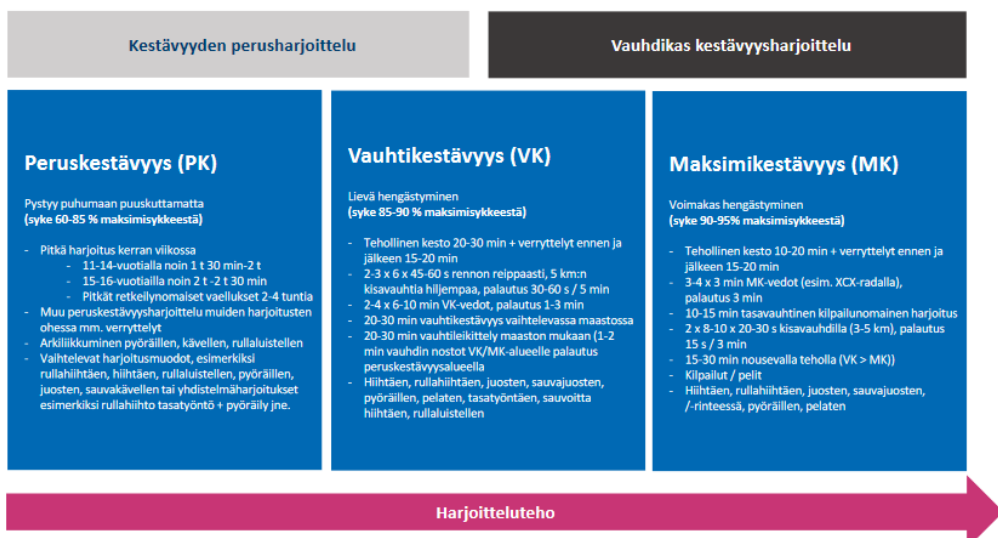 Kestävyyden perusharjoittelu
Vauhdikas kestävyysharjoittelu
Peruskestävyys (PK)
Pystyy puhumaan puuskuttamatta
(syke 60-85 % maksimisykkeestä)
- Pitkä harjoitus kerran viikossa
- 11-14-vuotialla noin 1 t 30 min-2 t
- 15-16-vuotiailla noin 2 t -2 t 30 min
- Pitkät retkeilynomaiset vaellukset 2-4 tuntia
- Muu peruskestävyysharjoittelu muiden harjoitusten
ohessa mm. verryttelyt
- Arkiliikkuminen pyöräillen, kävellen, rullaluistellen
- Vaihtelevat harjoitusmuodot, esimerkiksi
rullahiihtäen, hiihtäen, rullaluistellen, pyöräillen,
juosten, sauvakävellen tai yhdistelmäharjoitukset
esimerkiksi rullahiihto tasatyöntö + pyöräily jne.
Vauhtikestävyys (VK)
Lievä hengästyminen
(syke 85-90 % maksimisykkeestä)
- Tehollinen kesto 20-30 min + verryttelyt ennen ja
jälkeen 15-20 min
- 2-3 x 6 x 45-60 s rennon reippaasti, 5 km:n
kisavauhtia hiljempaa, palautus 30-60 s / 5 min
- 2-4 x 6-10 min VK-vedot, palautus 1-3 min
- 20-30 min vauhtikestävyys vaihtelevassa maastossa
- 20-30 min vauhtileikittely maaston mukaan (1-2
min vauhdin nostot VK/MK-alueelle palautus
peruskestävyysalueella
- Hiihtäen, rullahiihtäen, juosten, sauvajuosten,
pyöräillen, pelaten, tasatyöntäen, sauvoitta
hiihtäen, rullaluistellen
Maksimikestävyys (MK)
Voimakas hengästyminen
(syke 90-95% maksimisykkeestä)
- Tehollinen kesto 10-20 min + verryttelyt ennen ja
jälkeen 15-20 min
- 3-4 x 3 min MK-vedot (esim. XCX-radalla),
palautus 3 min
- 10-15 min tasavauhtinen kilpailunomainen harjoitus
- 2 x 8-10 x 20-30 s kisavauhdilla (3-5 km), palautus
15 s / 3 min
- 15-30 min nousevalla teholla (VK > MK))
- Kilpailut / pelit
- Hiihtäen, rullahiihtäen, juosten, sauvajuosten,
/-rinteessä, pyöräillen, pelaten
Harjoitteluteho